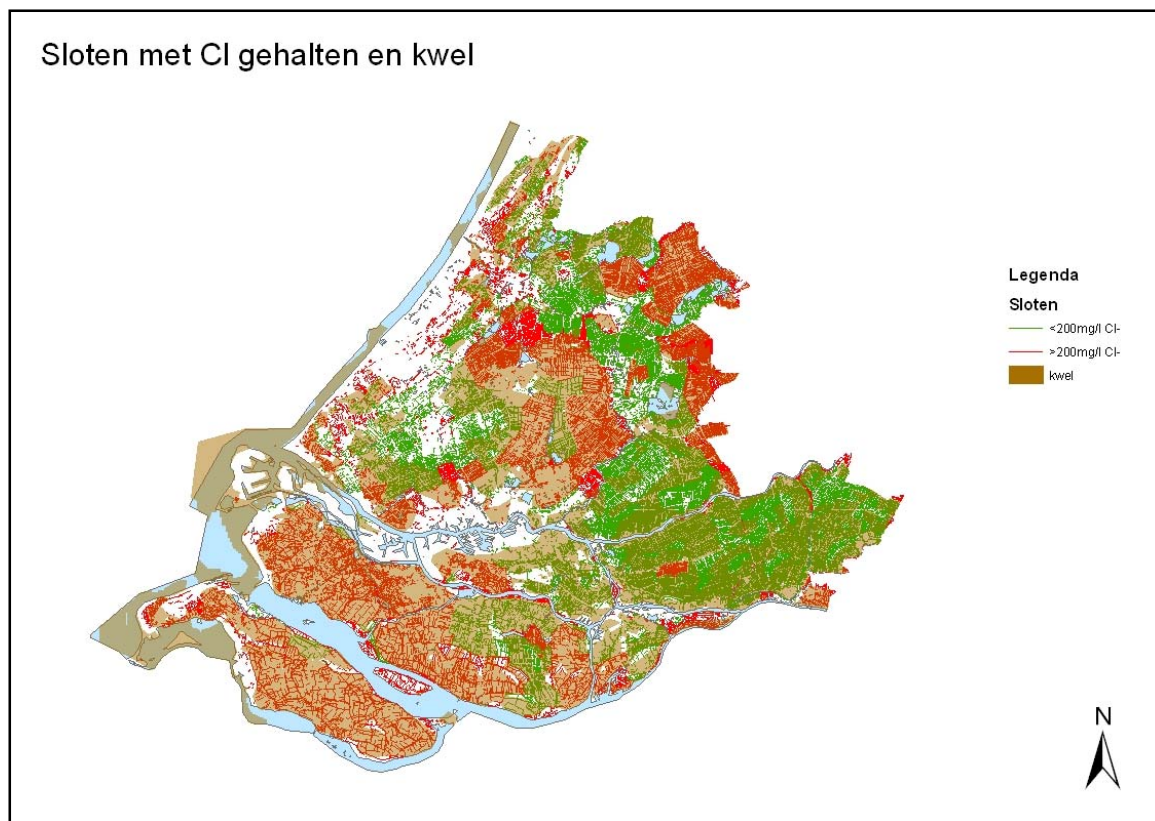 Sloten met Cl gehalten en kwel
Legenda
Sloten
<200mg/l Cl-
>200mg/l Cl-
kwel
N